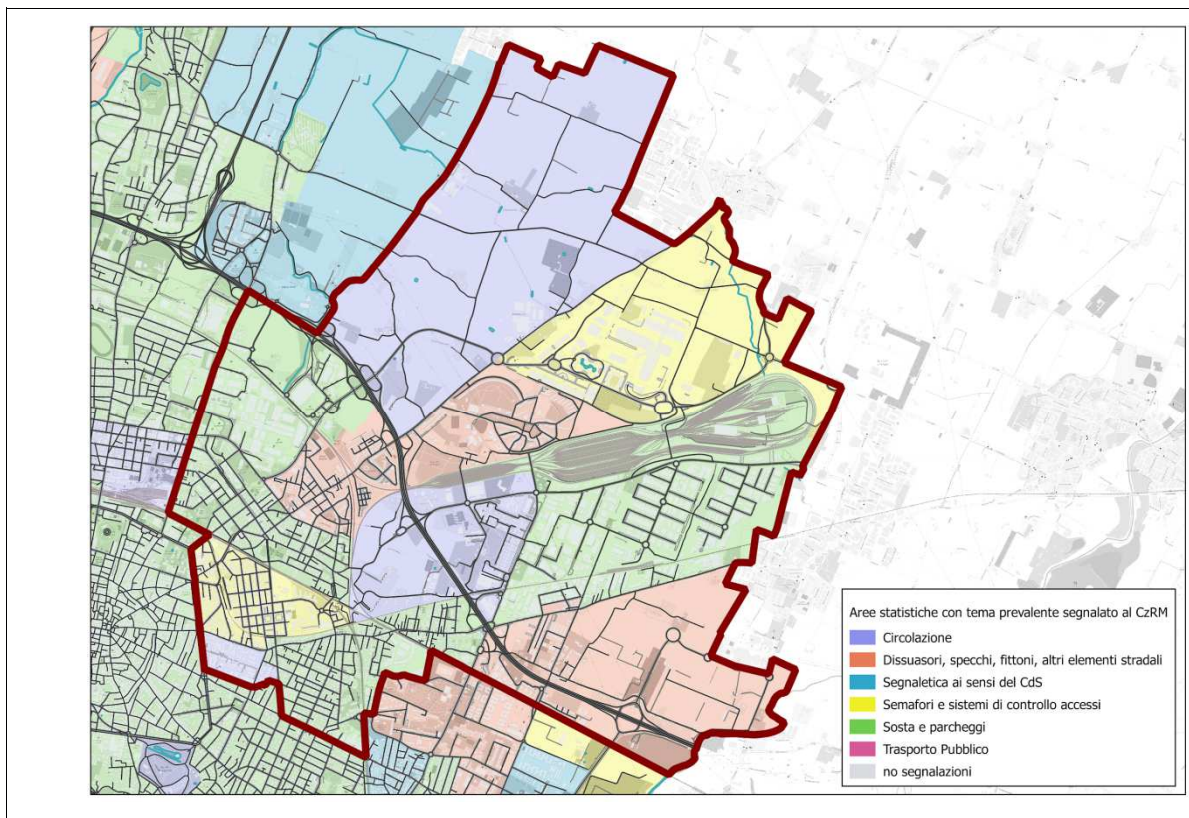 Aree statistiche con tema prevalente segnalato al CzRM
Circolazione
Dissuasori, specchi, fittoni, altri elementi stradali
Segnaletica ai sensi del CdS
Semafori e sistemi di controllo accessi
Sosta e parcheggi
Trasporto Pubblico
no segnalazioni